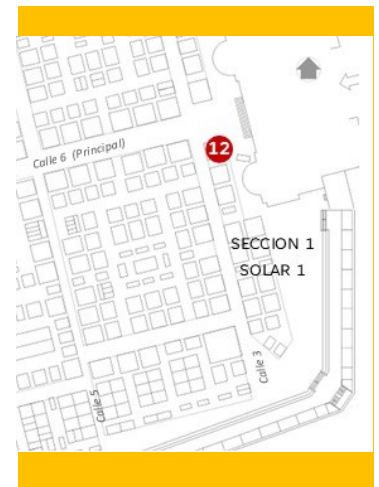 12
Calle 6 (Principal)
SECCION 1
SOLAR 1
Calle 3
Calle 5